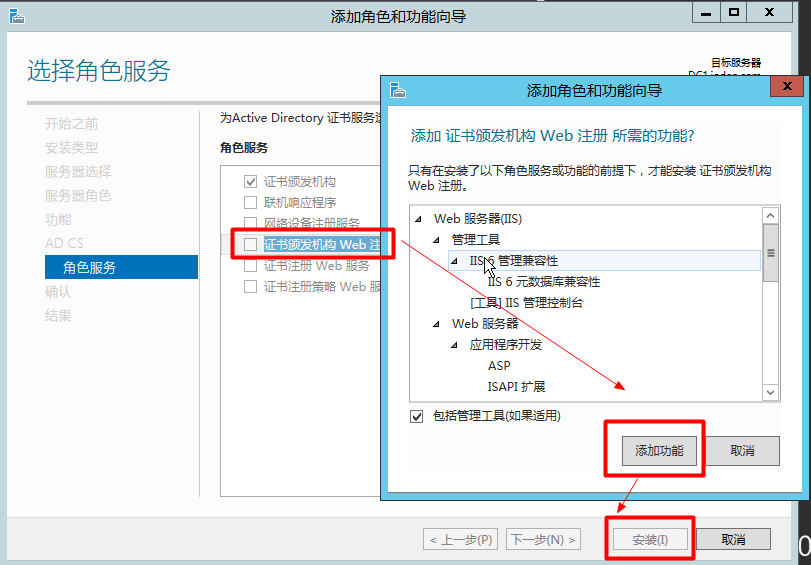 添加角色和功能向导
选择角色服务
目标服务器
开始之前
安装类型
服务器选择
服务器角色
功能
AD CS
角色服务
确认
结果
为Active Directory 证书服务
角色服务
证书颁发机构
联机响应程序
网络设备注册服务
证书颁发机构 Web 注
证书注册 Web 服务
证书注册策略 Web 服
添加角色和功能向导
添加 证书颁发机构 Web 注册 所需的功能?
只有在安装了以下角色服务或功能的前提下，才能安装 证书颁发机构
Web 注册。
Web 服务器(IIS)
管理工具
IIS 6 管理兼容性
IIS 6 元数据库兼容性
[工具] IIS 管理控制台
Web 服务器
应用程序开发
ASP
ISAPI 扩展
包括管理工具(如果适用)
添加功能
取消
< 上一步(P)
下一步(N) >
安装(I)
取消